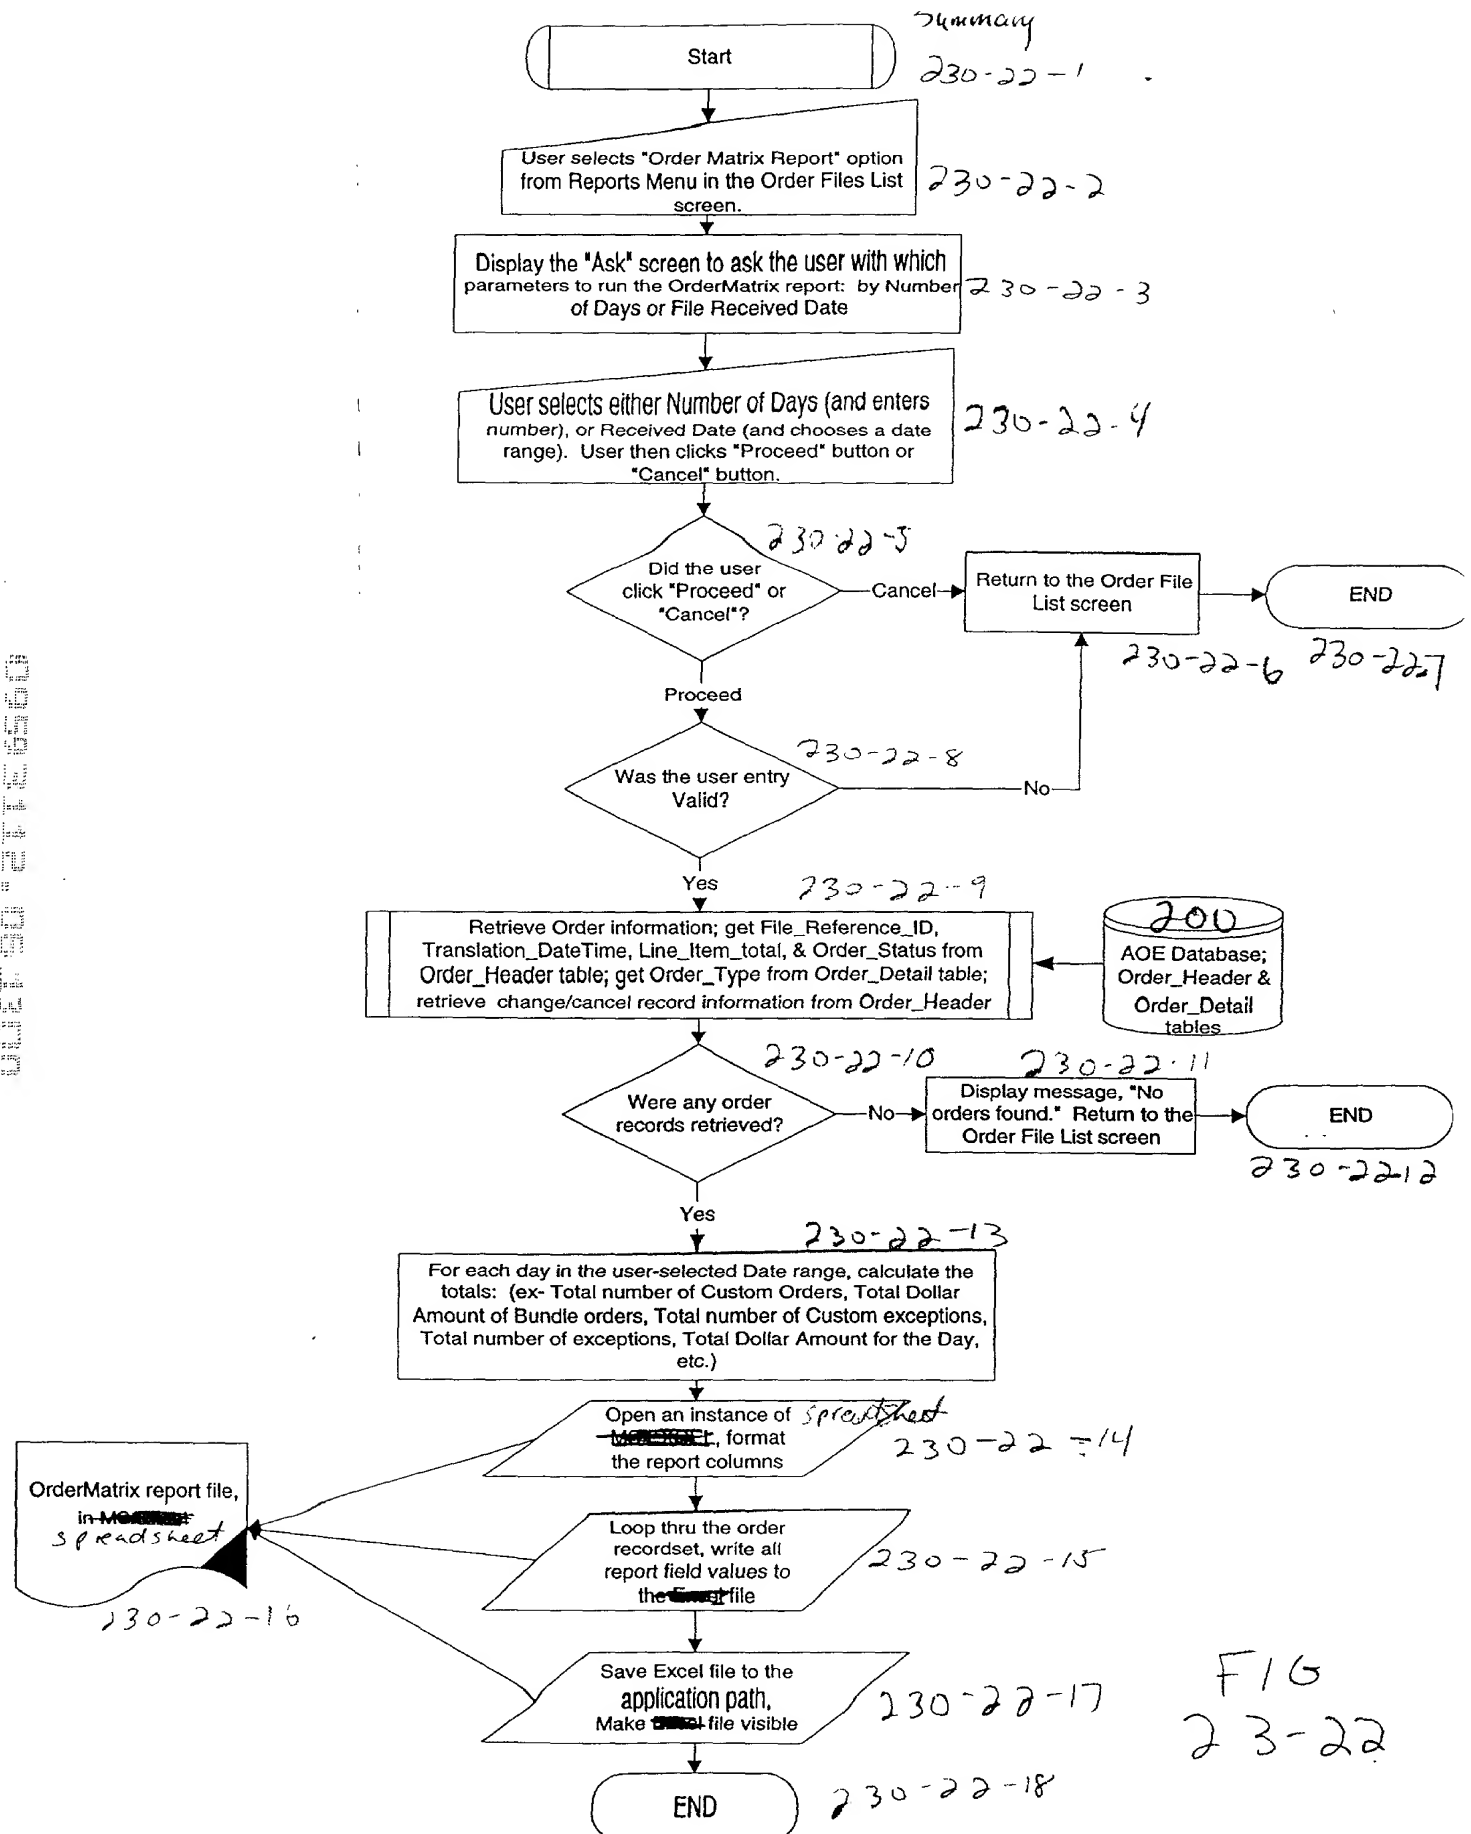 Summary
Start
230-22-1
User selects "Order Matrix Report" option
from Reports Menu in the Order Files List
screen.
230-22-2
Display the "Ask" screen to ask the user with which
parameters to run the OrderMatrix report: by Number
of Days or File Received Date
230-22-3
User selects either Number of Days (and enters
number), or Received Date (and chooses a date
range). User then clicks "Proceed" button or
"Cancel" button.
230-22-4
230-22-5
Did the user
click "Proceed" or
"Cancel"?
Cancel
Return to the Order File
List screen
END
230-22-6
230-22-7
Proceed
230-22-8
Was the user entry
Valid?
No
Yes
230-22-9
Retrieve Order information; get File_Reference_ID,
Translation_DateTime, Line_Item_total, & Order_Status from
Order_Header table; get Order_Type from Order_Detail table;
retrieve change/cancel record information from Order_Header
200
AOE Database;
Order_Header &
Order_Detail
tables
230-22-10
230-22-11
Were any order
records retrieved?
No
Display message, "No
orders found." Return to the
Order File List screen
END
230-2212
Yes
230-22-13
For each day in the user-selected Date range, calculate the
totals: (ex- Total number of Custom Orders, Total Dollar
Amount of Bundle orders, Total number of Custom exceptions,
Total number of exceptions, Total Dollar Amount for the Day,
etc.)
Open an instance of spreadsheet
, format
the report columns
230-22-14
OrderMatrix report file,
in
spreadsheet
230-22-16
Loop thru the order
recordset, write all
report field values to
the file
230-22-15
Save Excel file to the
application path,
Make file visible
230-22-17
FIG
23-22
END
230-22-18